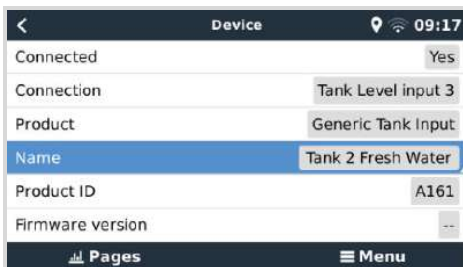 Device 09:17
Connected Yes
Connection Tank Level input 3
Product Generic Tank Input
Name Tank 2 Fresh Water
Product ID A161
Firmware version --
Pages Menu